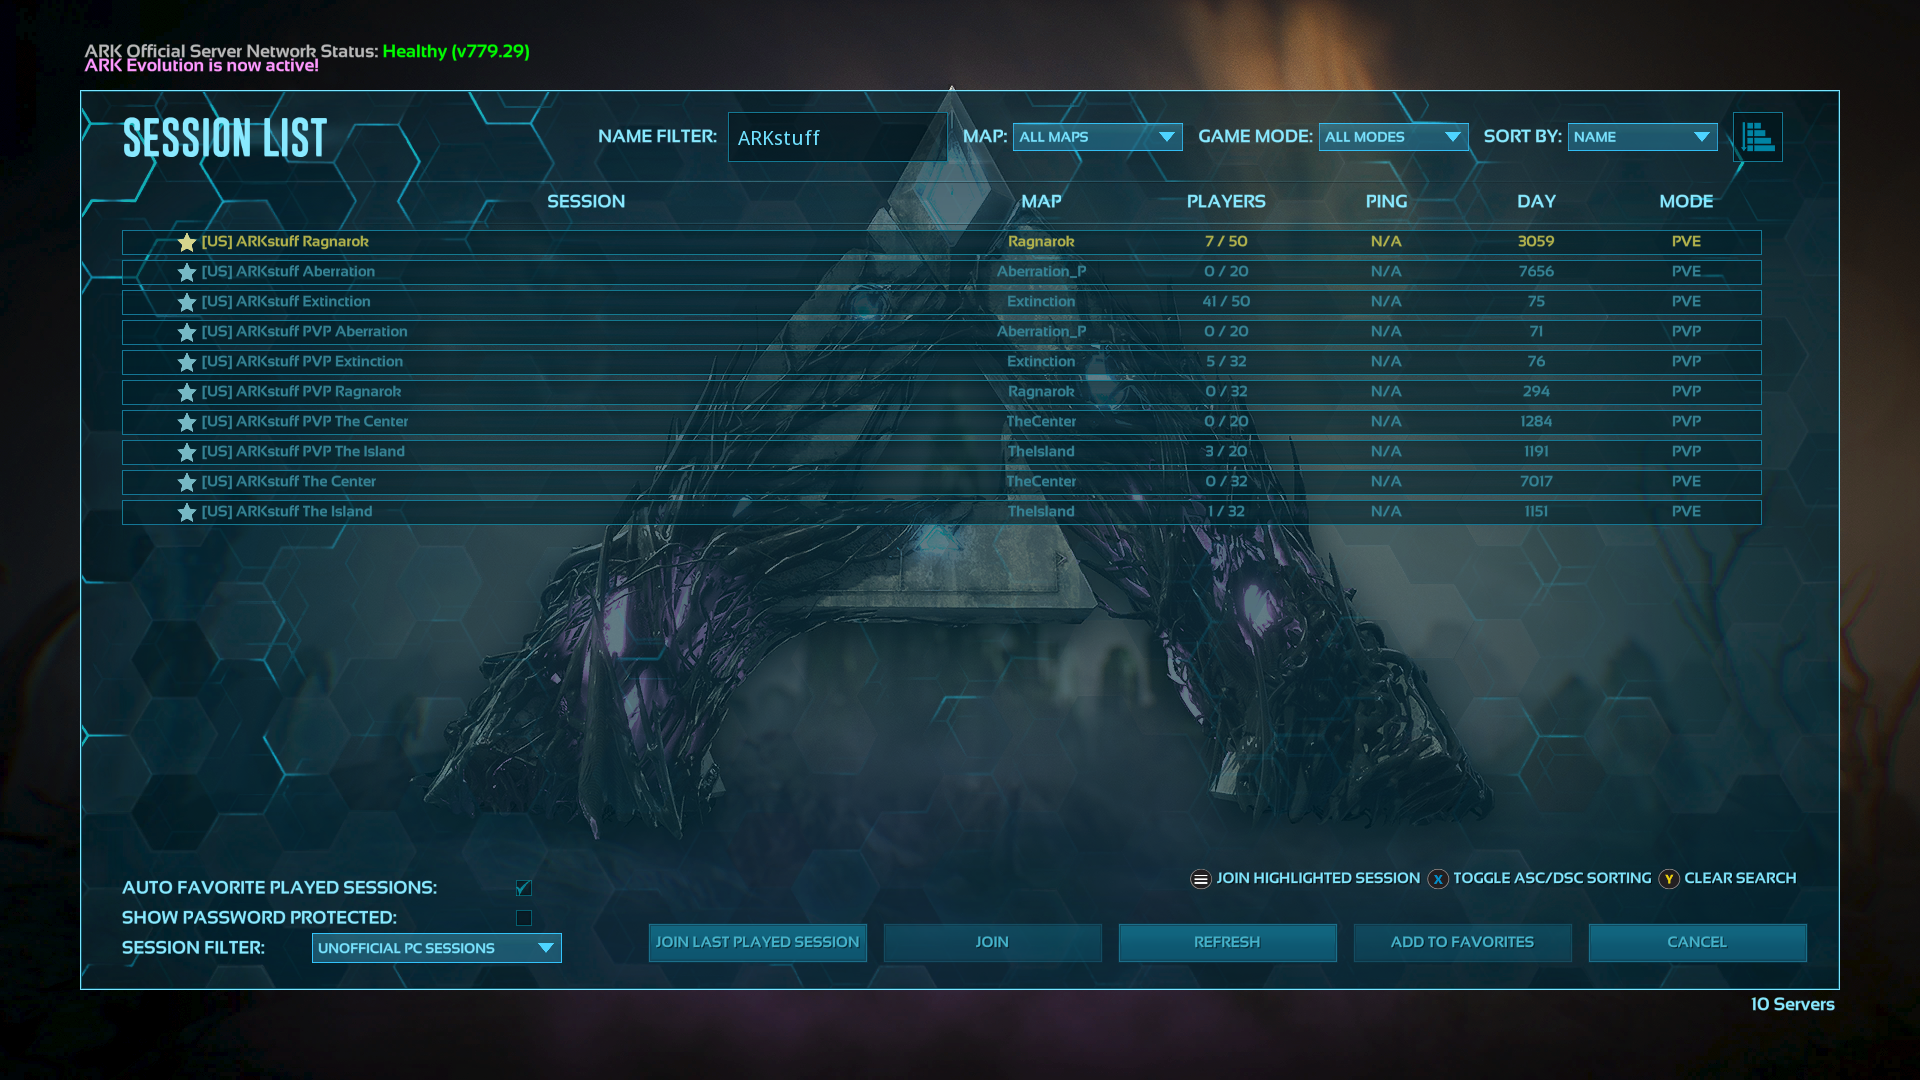 ARK Official Server Network Status: Healthy (v779.29)
ARK Evolution is now active!
SESSION LIST
NAME FILTER: ARKstuff MAP: ALL MAPS GAME MODE: ALL MODES SORT BY: NAME
SESSION MAP PLAYERS PING DAY MODE
[US] ARKstuff Ragnarok Ragnarok 7 / 50 N/A 3059 PVE
[US] ARKstuff Aberration Aberration_P 0 / 20 N/A 7656 PVE
[US] ARKstuff Extinction Extinction 41 / 50 N/A 75 PVE
[US] ARKstuff PVP Aberration Aberration_P 0 / 20 N/A 71 PVP
[US] ARKstuff PVP Extinction Extinction 5 / 32 N/A 76 PVP
[US] ARKstuff PVP Ragnarok Ragnarok 0 / 32 N/A 294 PVP
[US] ARKstuff PVP The Center TheCenter 0 / 20 N/A 1284 PVP
[US] ARKstuff PVP The Island TheIsland 3 / 20 N/A 1191 PVP
[US] ARKstuff The Center TheCenter 0 / 32 N/A 7017 PVE
[US] ARKstuff The Island TheIsland 1 / 32 N/A 1151 PVE
JOIN HIGHLIGHTED SESSION X TOGGLE ASC/DSC SORTING Y CLEAR SEARCH
AUTO FAVORITE PLAYED SESSIONS:
SHOW PASSWORD PROTECTED:
SESSION FILTER: UNOFFICIAL PC SESSIONS
JOIN LAST PLAYED SESSION JOIN REFRESH ADD TO FAVORITES CANCEL
10 Servers